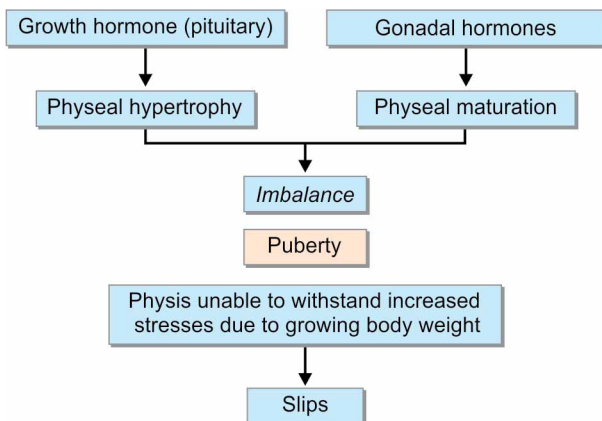 Growth hormone (pituitary)
Gonadal hormones
Physeal hypertrophy
Physeal maturation
Imbalance
Puberty
Physis unable to withstand increased
stresses due to growing body weight
Slips